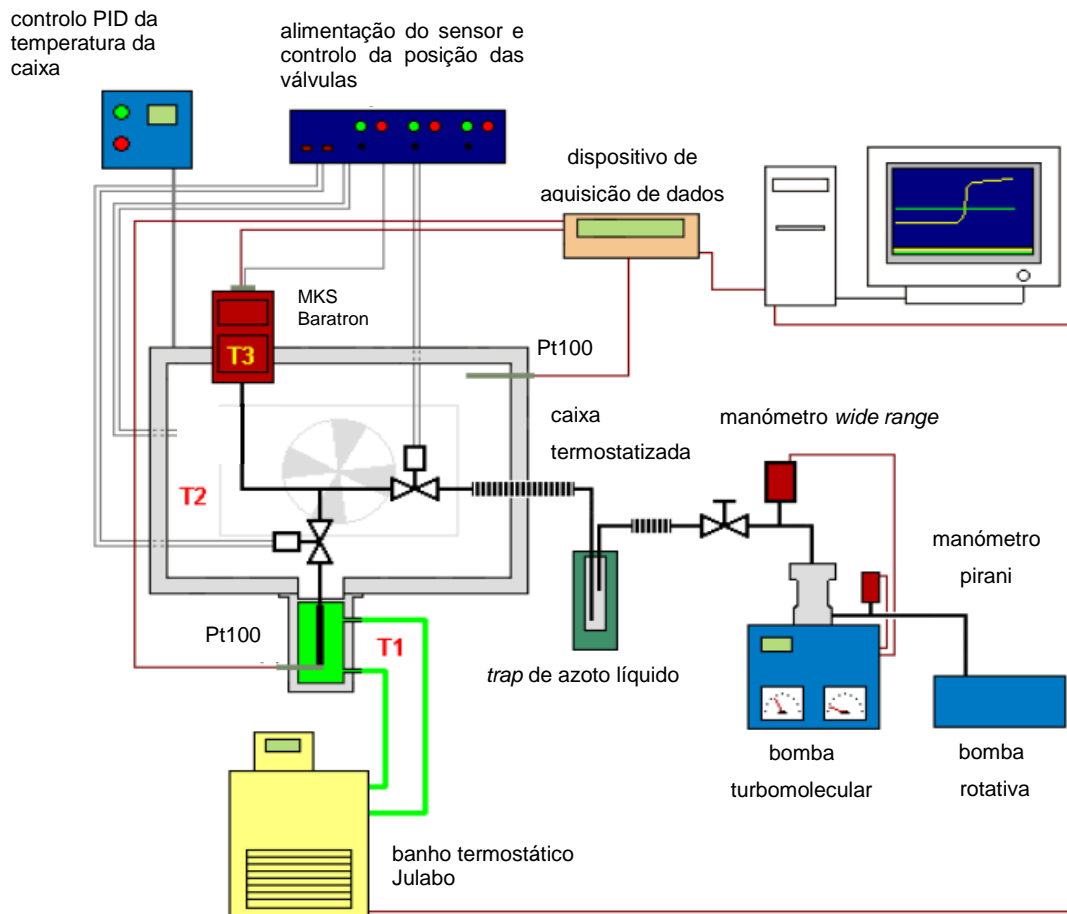 controlo PID da
temperatura da
caixa
alimentação do sensor e
controlo da posição das
válvulas
dispositivo de
aquisicão de dados
MKS
Baratron
T3
Pt100
caixa
termostatizada
manómetro wide range
T2
manómetro
pirani
Pt100
T1
trap de azoto líquido
bomba
turbomolecular
bomba
rotativa
banho termostático
Julabo